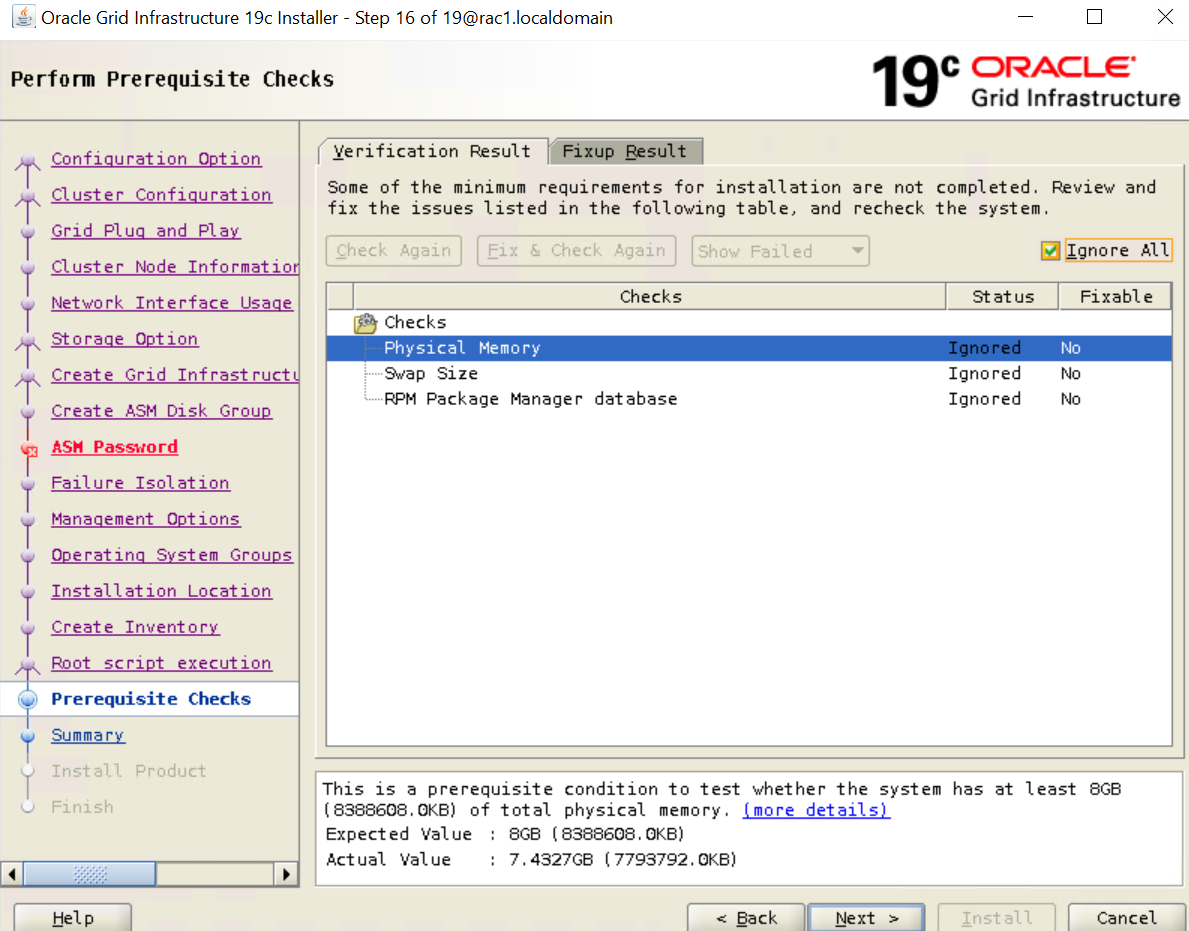 Oracle Grid Infrastructure 19c Installer - Step 16 of 19@rac1.localdomain
Perform Prerequisite Checks
19c ORACLE
Grid Infrastructure
Configuration Option
Cluster Configuration
Grid Plug and Play
Cluster Node Information
Network Interface Usage
Storage Option
Create Grid Infrastructu
Create ASM Disk Group
ASM Password
Failure Isolation
Management Options
Operating System Groups
Installation Location
Create Inventory
Root script execution
Prerequisite Checks
Summary
Install Product
Finish
Verification Result Fixup Result
Some of the minimum requirements for installation are not completed. Review and
fix the issues listed in the following table, and recheck the system.
Check Again Fix & Check Again Show Failed Ignore All
Checks Status Fixable
Checks
Physical Memory Ignored No
Swap Size Ignored No
RPM Package Manager database Ignored No
This is a prerequisite condition to test whether the system has at least 8GB
(8388608.0KB) of total physical memory. (more details)
Expected Value : 8GB (8388608.0KB)
Actual Value : 7.4327GB (7793792.0KB)
Help < Back Next > Install Cancel